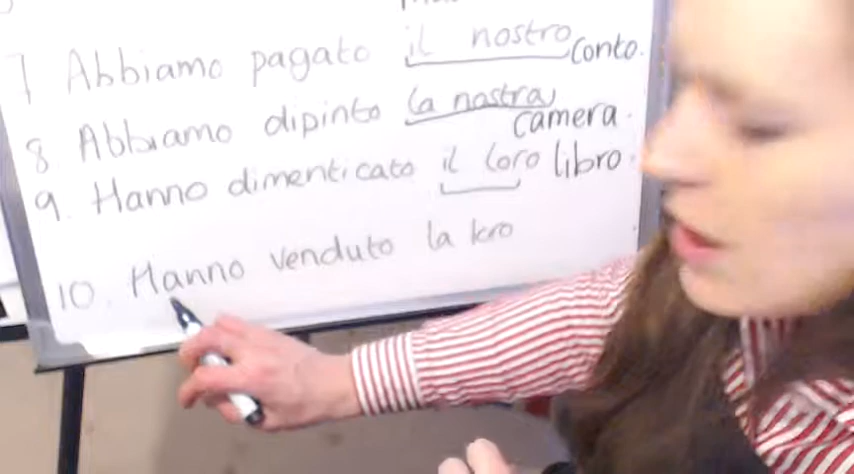 7 Abbiamo pagato il nostro conto.
8. Abbiamo dipinto la nostra camera.
9. Hanno dimenticato il loro libro.
10. Hanno venduto la loro